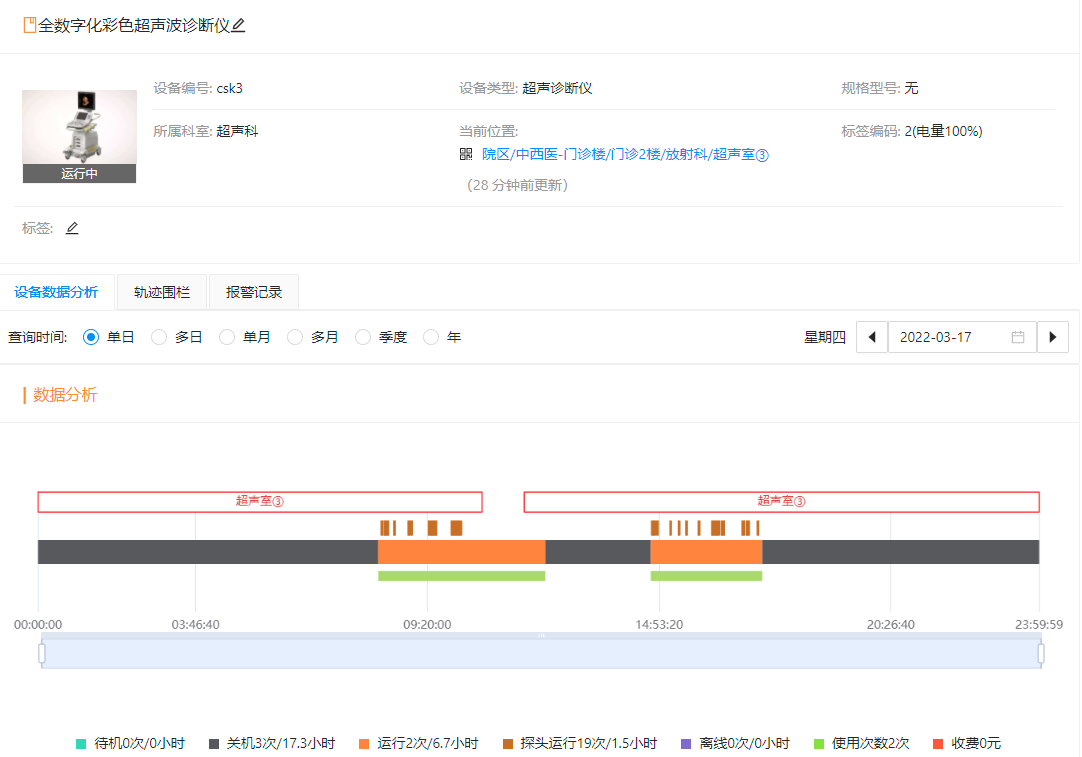 全数字化彩色超声波诊断仪
设备编号: csk3 设备类型: 超声诊断仪 规格型号: 无
所属科室: 超声科 当前位置: 标签编码: 2(电量100%)
院区/中西医-门诊楼/门诊2楼/放射科/超声室③
运行中
(28 分钟前更新)
标签:
设备数据分析 轨迹围栏 报警记录
查询时间: 单日 多日 单月 多月 季度 年 星期四 2022-03-17
数据分析
超声室③ 超声室③
00:00:00 03:46:40 09:20:00 14:53:20 20:26:40 23:59:59
待机0次/0小时 关机3次/17.3小时 运行2次/6.7小时 探头运行19次/1.5小时 离线0次/0小时 使用次数2次 收费0元